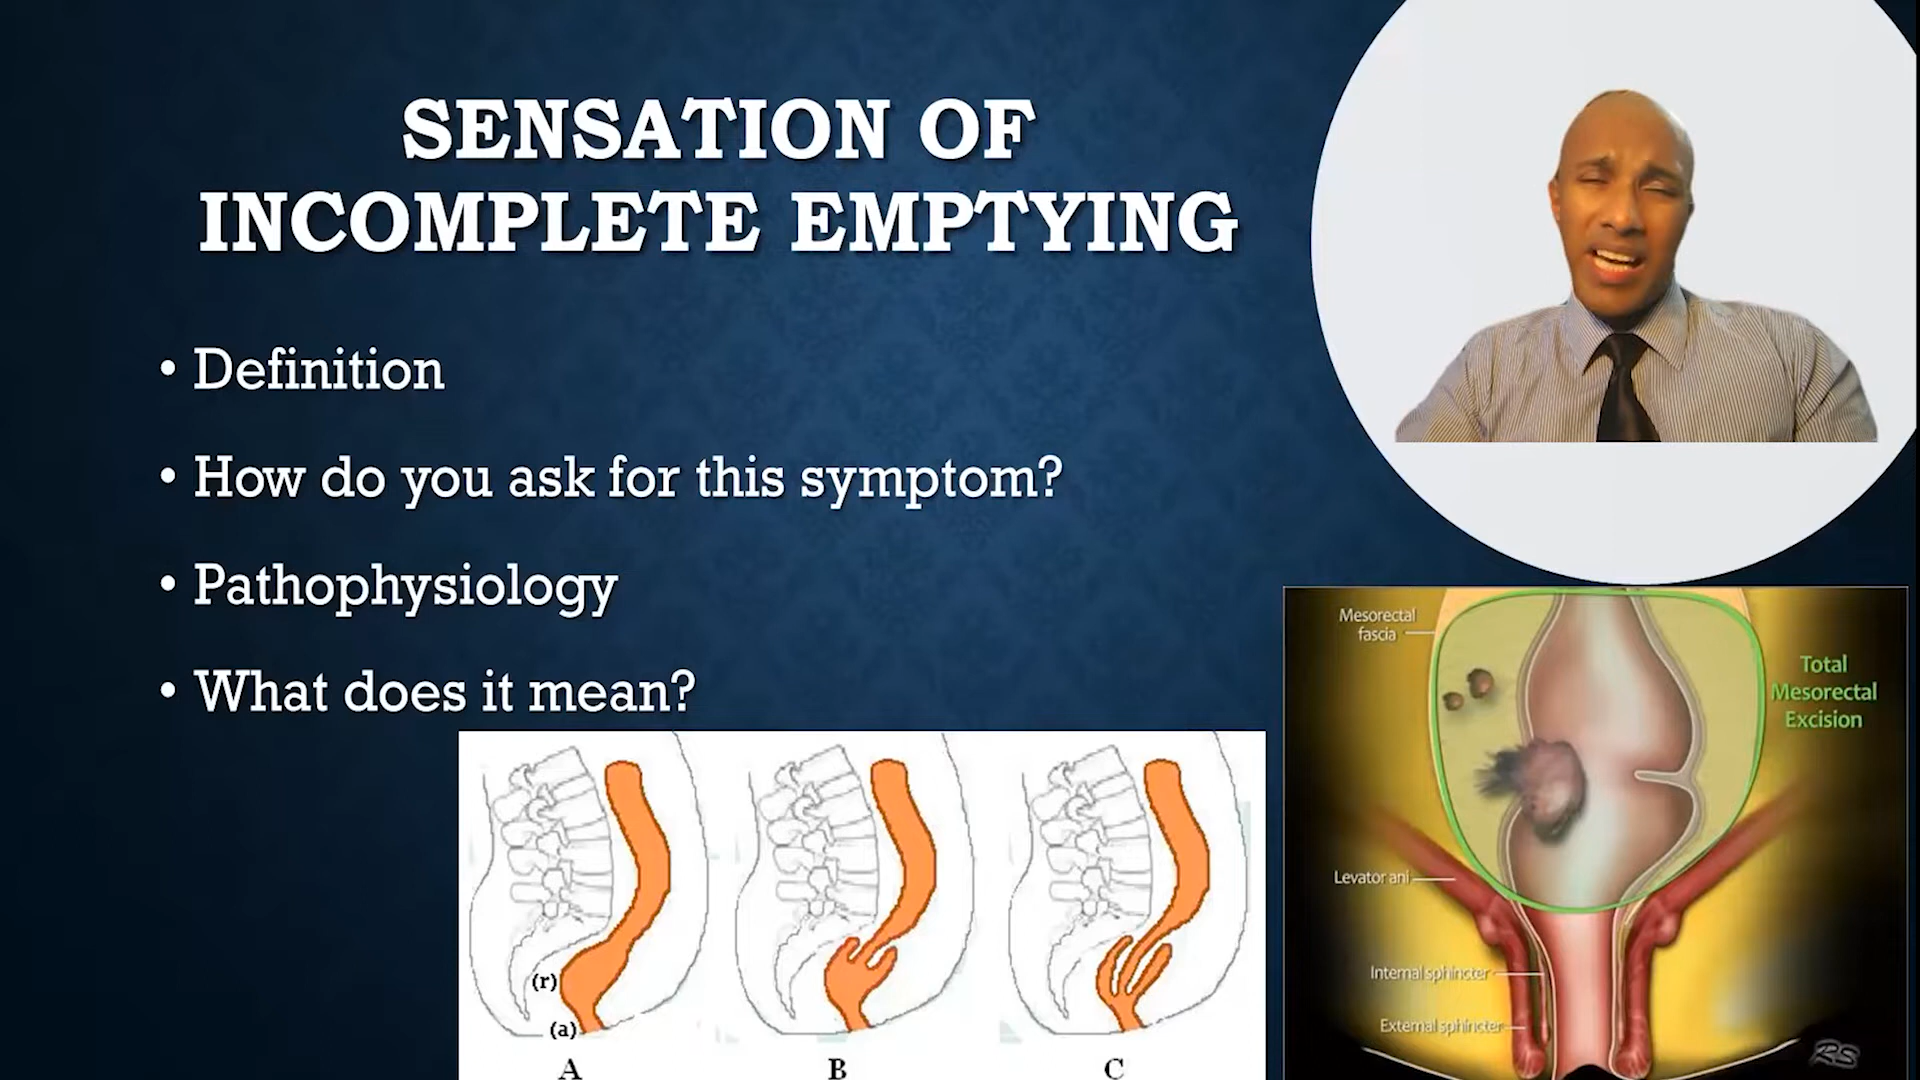 SENSATION OF
INCOMPLETE EMPTYING
• Definition
• How do you ask for this symptom?
• Pathophysiology
• What does it mean?
(r)
(a)
A
B
C
Mesorectal
fascia
Total
Mesorectal
Excision
Levator ani
Internal sphincter
External sphincter
RS